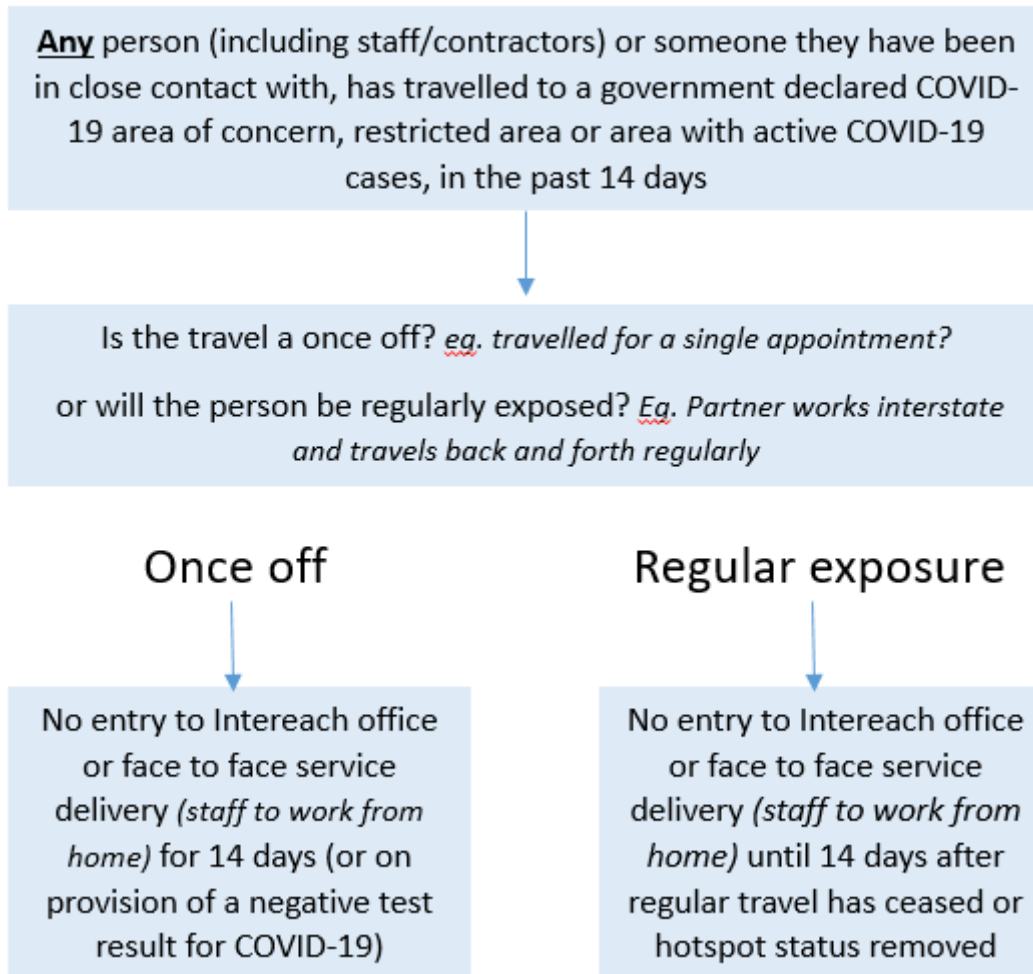 Any person (including staff/contractors) or someone they have been
in close contact with, has travelled to a government declared COVID-
19 area of concern, restricted area or area with active COVID-19
cases, in the past 14 days
Is the travel a once off? eg. travelled for a single appointment?
or will the person be regularly exposed? Eg. Partner works interstate
and travels back and forth regularly
Once off
No entry to Intereach office
or face to face service
delivery (staff to work from
home) for 14 days (or on
provision of a negative test
result for COVID-19)
Regular exposure
No entry to Intereach office
or face to face service
delivery (staff to work from
home) until 14 days after
regular travel has ceased or
hotspot status removed